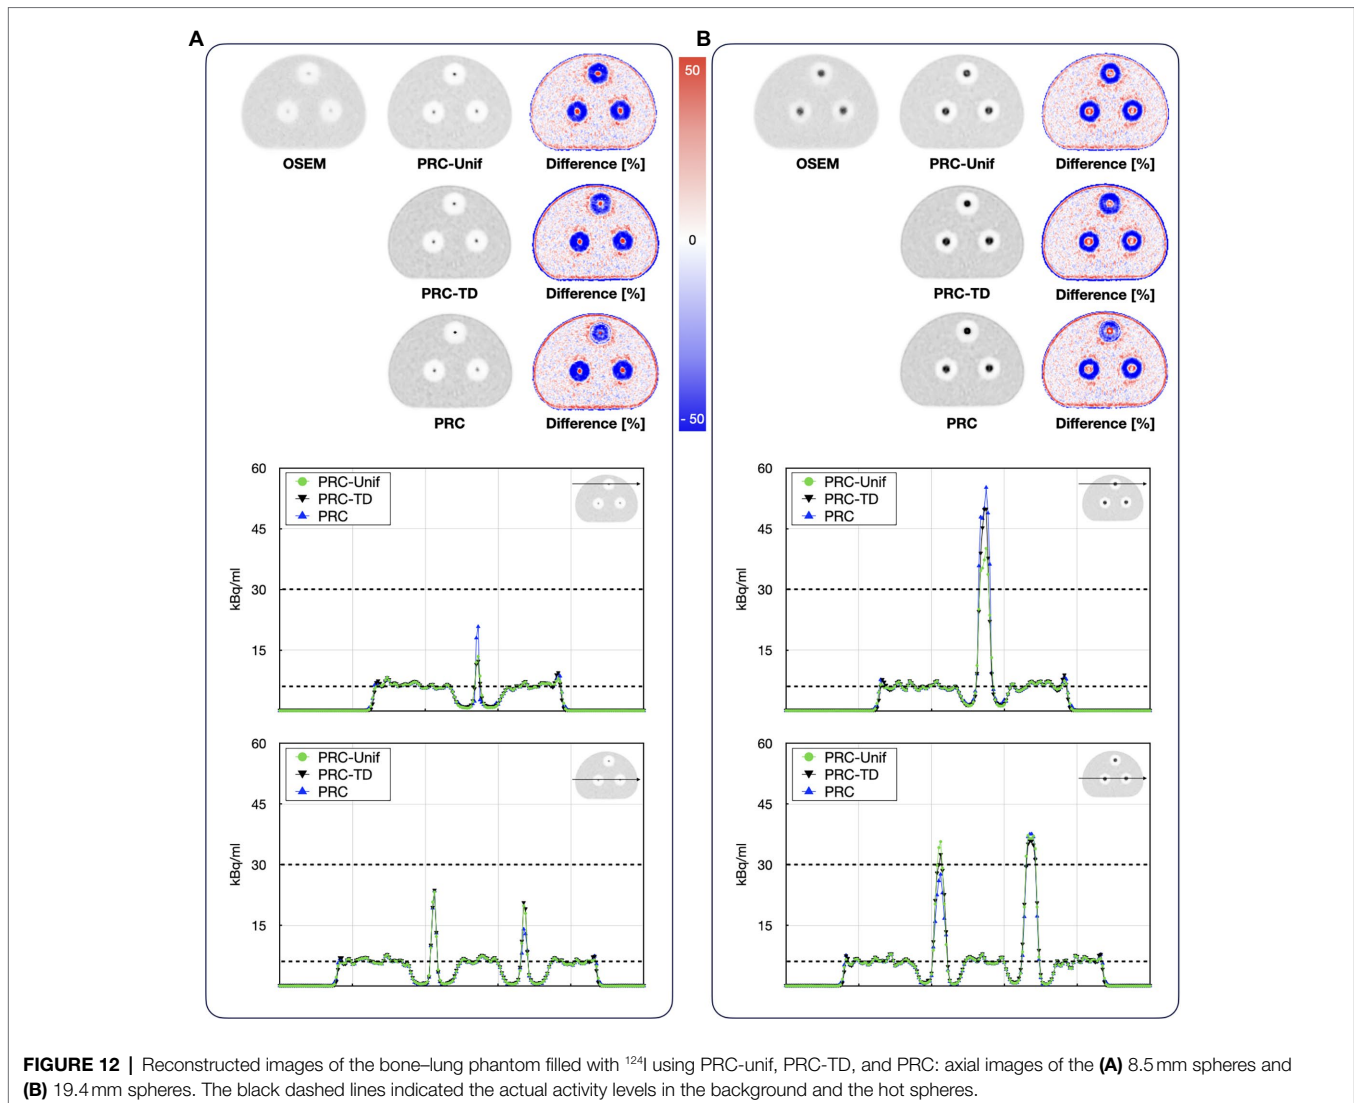 A
B
OSEM
PRC-Unif
Difference [%]
50
OSEM
PRC-Unif
Difference [%]
PRC-TD
Difference [%]
0
PRC-TD
Difference [%]
PRC
Difference [%]
- 50
PRC
Difference [%]
60
45
30
15
kBq/ml
PRC-Unif
PRC-TD
PRC
60
45
30
15
kBq/ml
PRC-Unif
PRC-TD
PRC
60
45
30
15
kBq/ml
PRC-Unif
PRC-TD
PRC
60
45
30
15
kBq/ml
PRC-Unif
PRC-TD
PRC
FIGURE 12 | Reconstructed images of the bone–lung phantom filled with ¹²⁴I using PRC-unif, PRC-TD, and PRC: axial images of the (A) 8.5 mm spheres and
(B) 19.4 mm spheres. The black dashed lines indicated the actual activity levels in the background and the hot spheres.